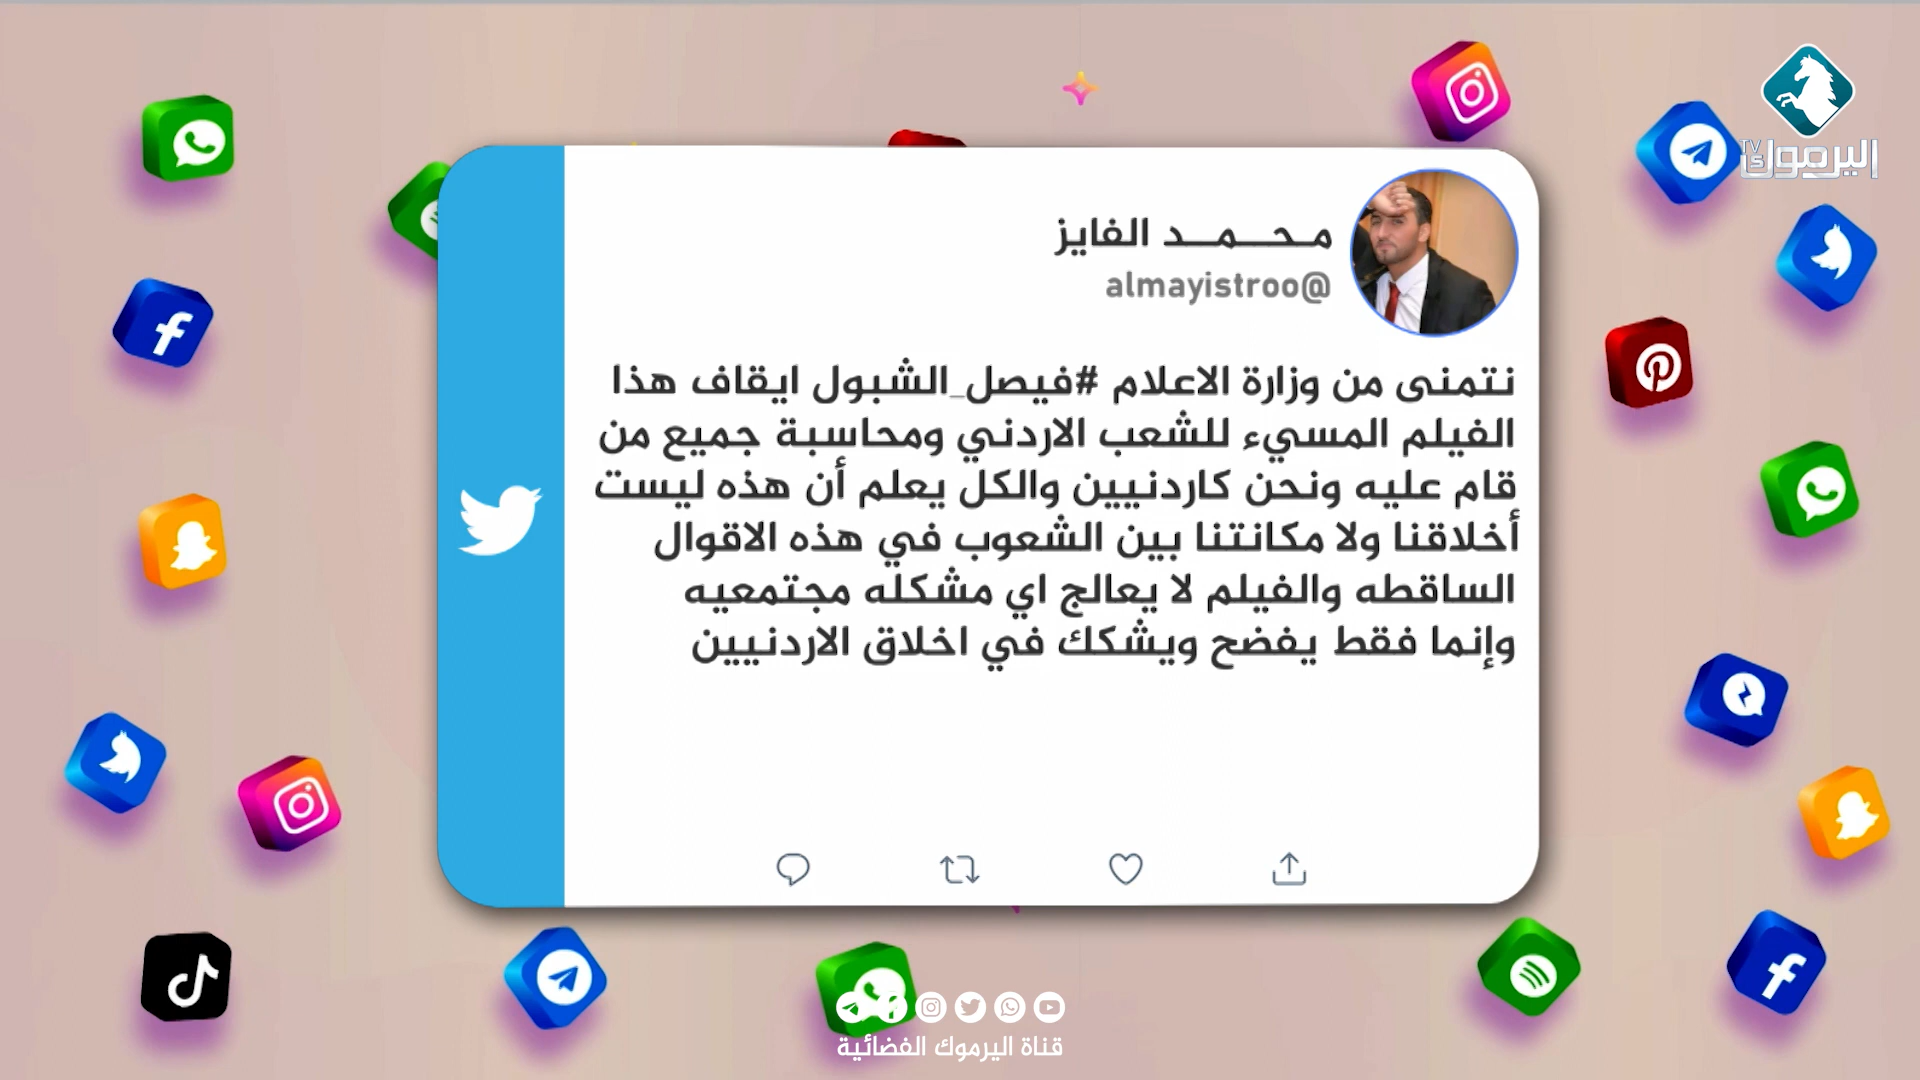 اليرموك
TV
محمد الفايز
@almayistroo
نتمنى من وزارة الاعلام #فيصل_الشبول ايقاف هذا
الفيلم المسيء للشعب الاردني ومحاسبة جميع من
قام عليه ونحن كاردنيين والكل يعلم أن هذه ليست
أخلاقنا ولا مكانتنا بين الشعوب في هذه الاقوال
الساقطه والفيلم لا يعالج اي مشكله مجتمعيه
وإنما فقط يفضح ويشكك في اخلاق الاردنيين
قناة اليرموك الفضائية